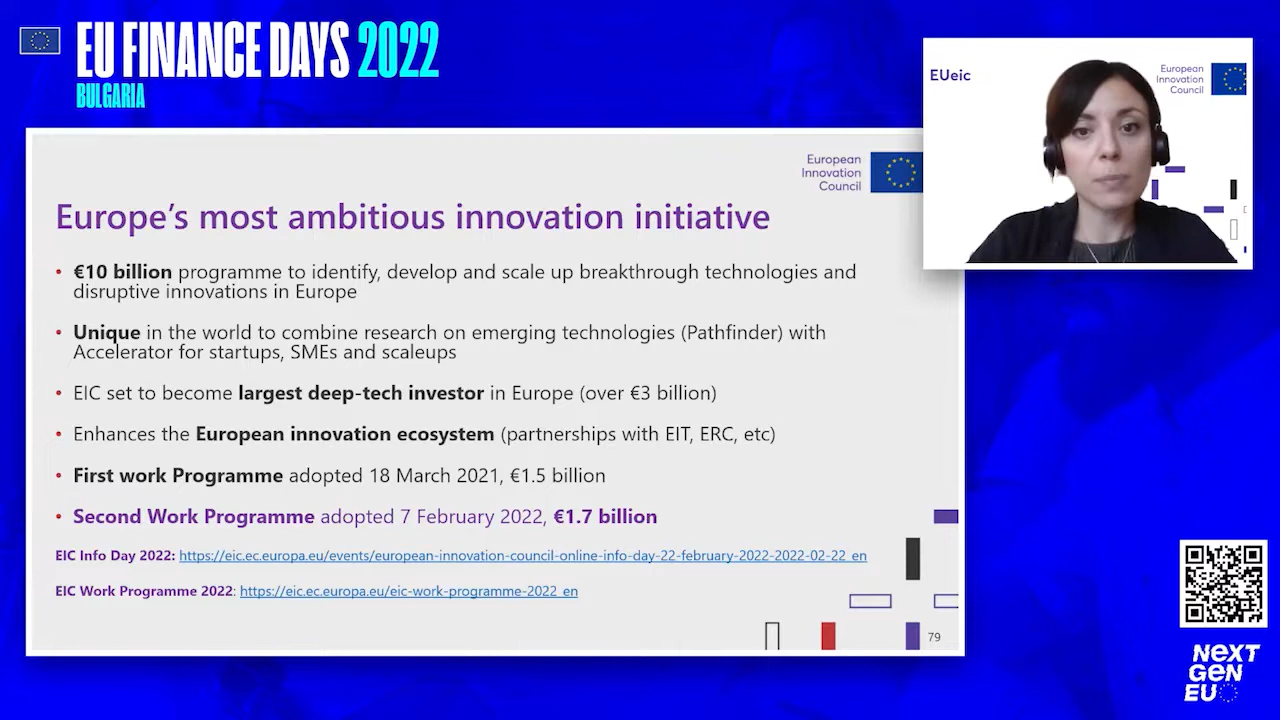 EU FINANCE DAYS 2022
BULGARIA
EUeic
European
Innovation
Council
European
Innovation
Council
Europe's most ambitious innovation initiative
• €10 billion programme to identify, develop and scale up breakthrough technologies and
disruptive innovations in Europe
• Unique in the world to combine research on emerging technologies (Pathfinder) with
Accelerator for startups, SMEs and scaleups
• EIC set to become largest deep-tech investor in Europe (over €3 billion)
• Enhances the European innovation ecosystem (partnerships with EIT, ERC, etc)
• First work Programme adopted 18 March 2021, €1.5 billion
• Second Work Programme adopted 7 February 2022, €1.7 billion
EIC Info Day 2022: https://eic.ec.europa.eu/events/european-innovation-council-online-info-day-22-february-2022-2022-02-22_en
EIC Work Programme 2022: https://eic.ec.europa.eu/eic-work-programme-2022_en
79
NEXT
GEN
EU